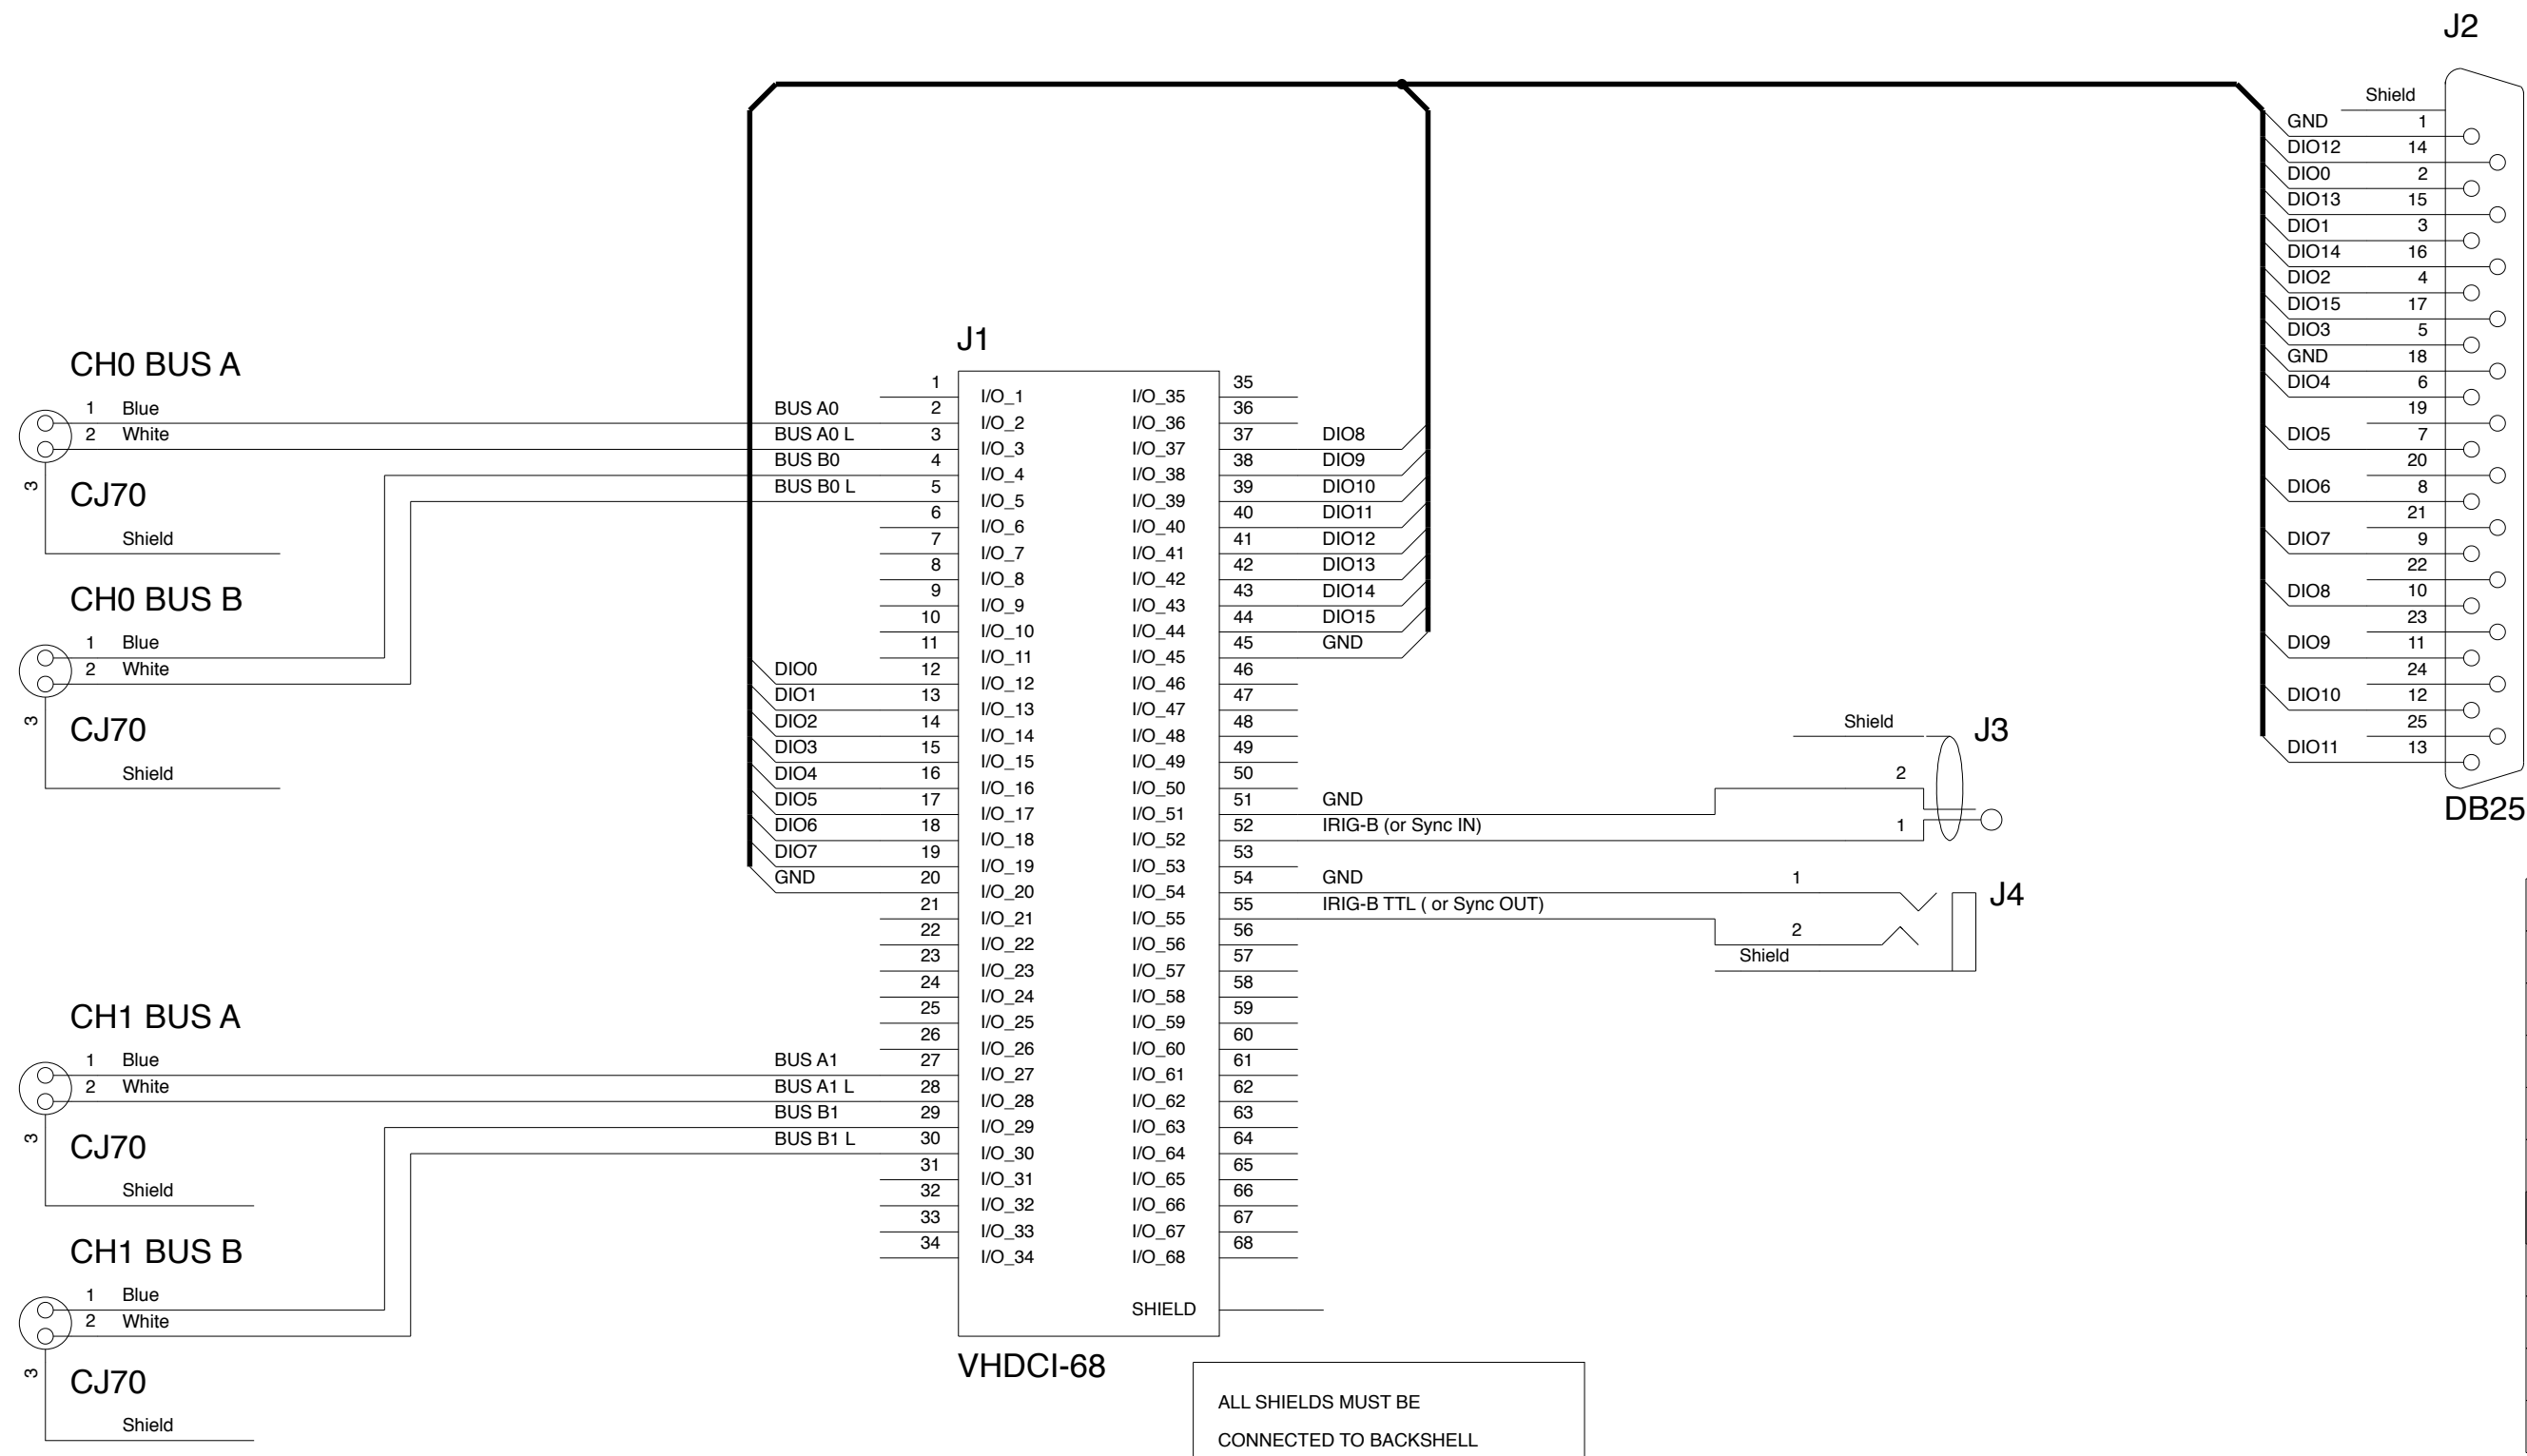 J2
Shield
GND 1
DIO12 14
DIO0 2
DIO13 15
DIO1 3
DIO14 16
DIO2 4
DIO15 17
DIO3 5
GND 18
DIO4 6
19
DIO5 7
20
DIO6 8
21
DIO7 9
22
DIO8 10
23
DIO9 11
24
DIO10 12
25
DIO11 13
DB25
CH0 BUS A
1 Blue
2 White
3
CJ70
Shield
CH0 BUS B
1 Blue
2 White
3
CJ70
Shield
CH1 BUS A
1 Blue
2 White
3
CJ70
Shield
CH1 BUS B
1 Blue
2 White
3
CJ70
Shield
J1
1 I/O_1 I/O_35 35
BUS A0 2 I/O_2 I/O_36 36
BUS A0 L 3 I/O_3 I/O_37 37 DIO8
BUS B0 4 I/O_4 I/O_38 38 DIO9
BUS B0 L 5 I/O_5 I/O_39 39 DIO10
6 I/O_6 I/O_40 40 DIO11
7 I/O_7 I/O_41 41 DIO12
8 I/O_8 I/O_42 42 DIO13
9 I/O_9 I/O_43 43 DIO14
10 I/O_10 I/O_44 44 DIO15
11 I/O_11 I/O_45 45 GND
DIO0 12 I/O_12 I/O_46 46
DIO1 13 I/O_13 I/O_47 47
DIO2 14 I/O_14 I/O_48 48
DIO3 15 I/O_15 I/O_49 49
DIO4 16 I/O_16 I/O_50 50
DIO5 17 I/O_17 I/O_51 51 GND
DIO6 18 I/O_18 I/O_52 52 IRIG-B (or Sync IN)
DIO7 19 I/O_19 I/O_53 53
GND 20 I/O_20 I/O_54 54 GND
21 I/O_21 I/O_55 55 IRIG-B TTL ( or Sync OUT)
22 I/O_22 I/O_56 56
23 I/O_23 I/O_57 57
24 I/O_24 I/O_58 58
25 I/O_25 I/O_59 59
26 I/O_26 I/O_60 60
BUS A1 27 I/O_27 I/O_61 61
BUS A1 L 28 I/O_28 I/O_62 62
BUS B1 29 I/O_29 I/O_63 63
BUS B1 L 30 I/O_30 I/O_64 64
31 I/O_31 I/O_65 65
32 I/O_32 I/O_66 66
33 I/O_33 I/O_67 67
34 I/O_34 I/O_68 68
SHIELD
VHDCI-68
Shield
J3
2
1
1
J4
2
Shield
ALL SHIELDS MUST BE
CONNECTED TO BACKSHELL